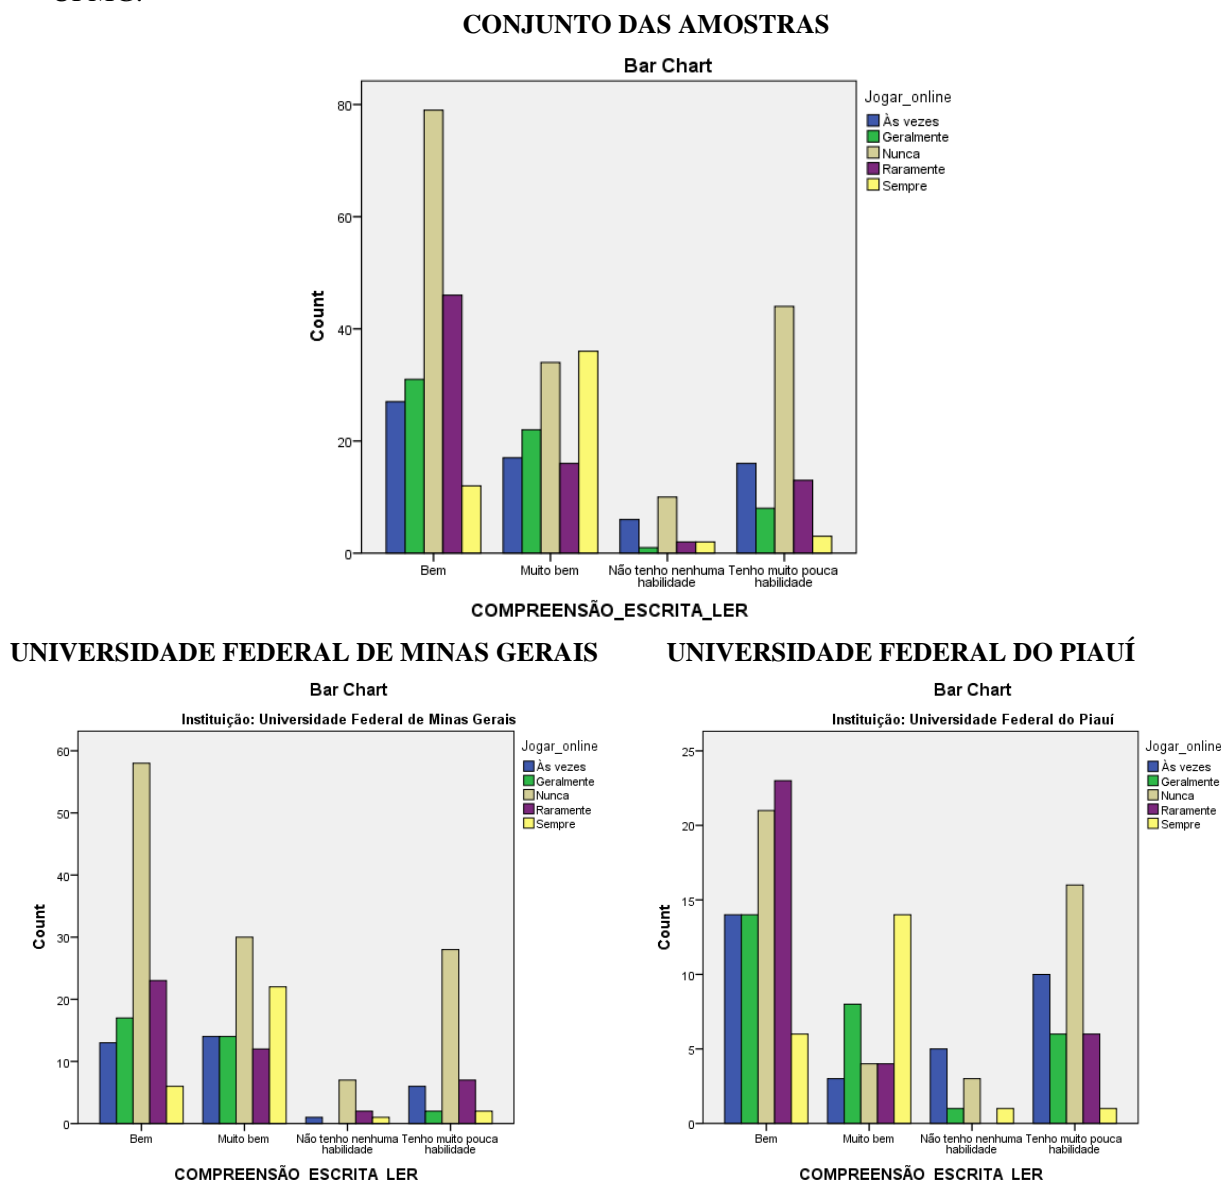 CONJUNTO DAS AMOSTRAS
Bar Chart
Jogar_online
Às vezes
Geralmente
Nunca
Raramente
Sempre
80
60
40
20
0
Count
Bem
Muito bem
Não tenho nenhuma habilidade
Tenho muito pouca habilidade
COMPREENSÃO_ESCRITA_LER
UNIVERSIDADE FEDERAL DE MINAS GERAIS
Bar Chart
Instituição: Universidade Federal de Minas Gerais
Jogar_online
Às vezes
Geralmente
Nunca
Raramente
Sempre
60
50
40
30
20
10
0
Count
Bem
Muito bem
Não tenho nenhuma habilidade
Tenho muito pouca habilidade
COMPREENSÃO_ESCRITA_LER
UNIVERSIDADE FEDERAL DO PIAUÍ
Bar Chart
Instituição: Universidade Federal do Piauí
Jogar_online
Às vezes
Geralmente
Nunca
Raramente
Sempre
25
20
15
10
5
0
Count
Bem
Muito bem
Não tenho nenhuma habilidade
Tenho muito pouca habilidade
COMPREENSÃO_ESCRITA_LER